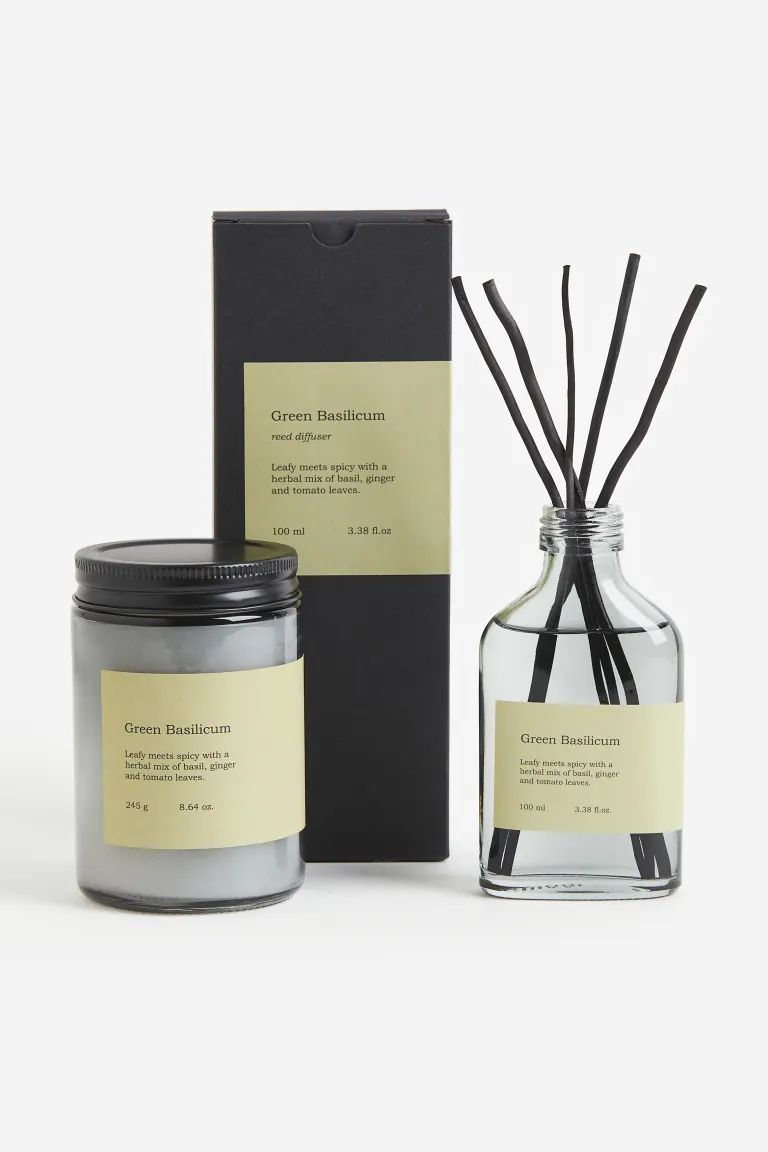 Green Basilicum
reed diffuser
Leafy meets spicy with a
herbal mix of basil, ginger
and tomato leaves.
100 ml 3.38 fl.oz
Green Basilicum
Leafy meets spicy with a
herbal mix of basil, ginger
and tomato leaves.
245 g 8.64 oz.
Green Basilicum
Leafy meets spicy with a
herbal mix of basil, ginger
and tomato leaves.
100 ml 3.38 fl.oz.